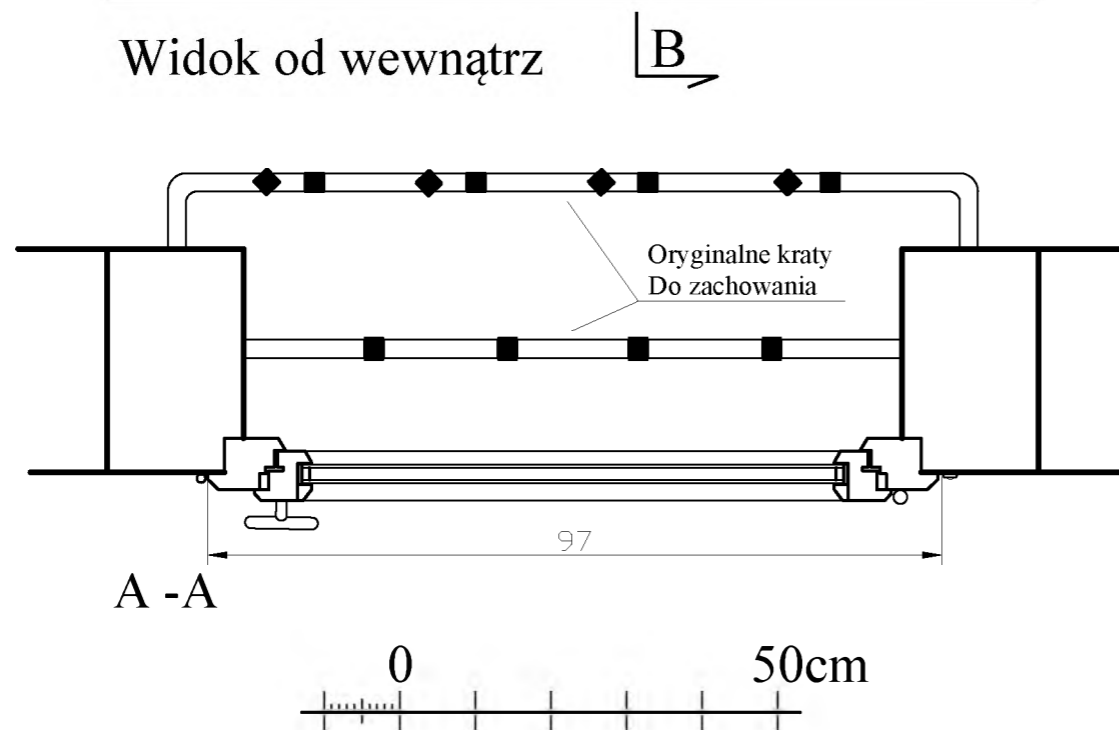 Widok od wewnątrz
B
Oryginalne kraty
Do zachowania
97
A -A
0
50cm